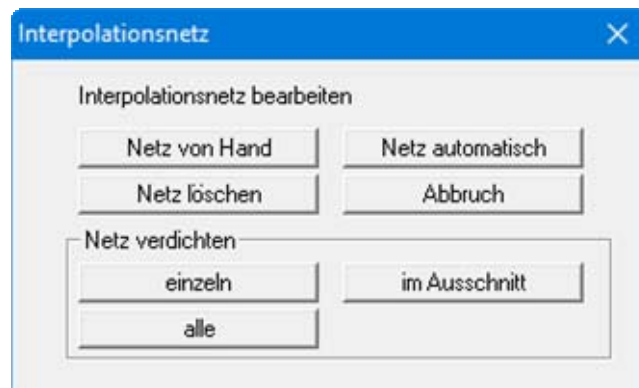 Interpolationsnetz
Interpolationsnetz bearbeiten
Netz von Hand
Netz automatisch
Netz löschen
Abbruch
Netz verdichten
einzeln
im Ausschnitt
alle